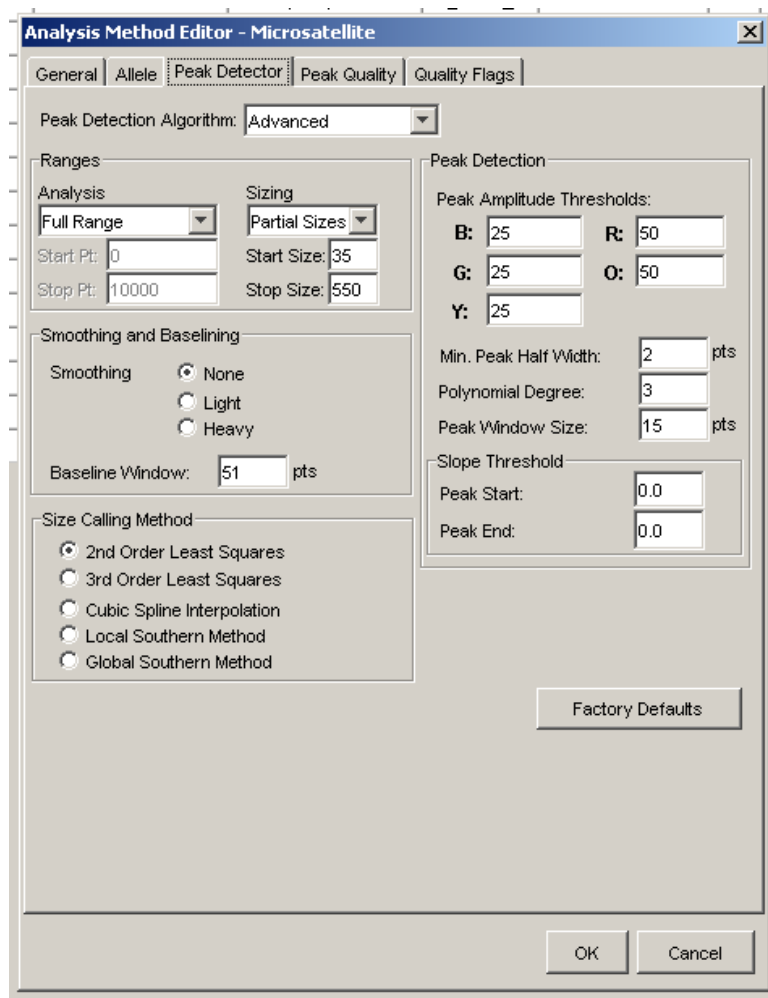 Analysis Method Editor - Microsatellite
General Allele Peak Detector Peak Quality Quality Flags
Peak Detection Algorithm: Advanced
Ranges
Analysis Sizing
Full Range Partial Sizes
Start Pt: 0 Start Size: 35
Stop Pt: 10000 Stop Size: 550
Smoothing and Baselining
Smoothing None
Light
Heavy
Baseline Window: 51 pts
Size Calling Method
2nd Order Least Squares
3rd Order Least Squares
Cubic Spline Interpolation
Local Southern Method
Global Southern Method
Peak Detection
Peak Amplitude Thresholds:
B: 25 R: 50
G: 25 O: 50
Y: 25
Min. Peak Half Width: 2 pts
Polynomial Degree: 3
Peak Window Size: 15 pts
Slope Threshold
Peak Start: 0.0
Peak End: 0.0
Factory Defaults
OK Cancel